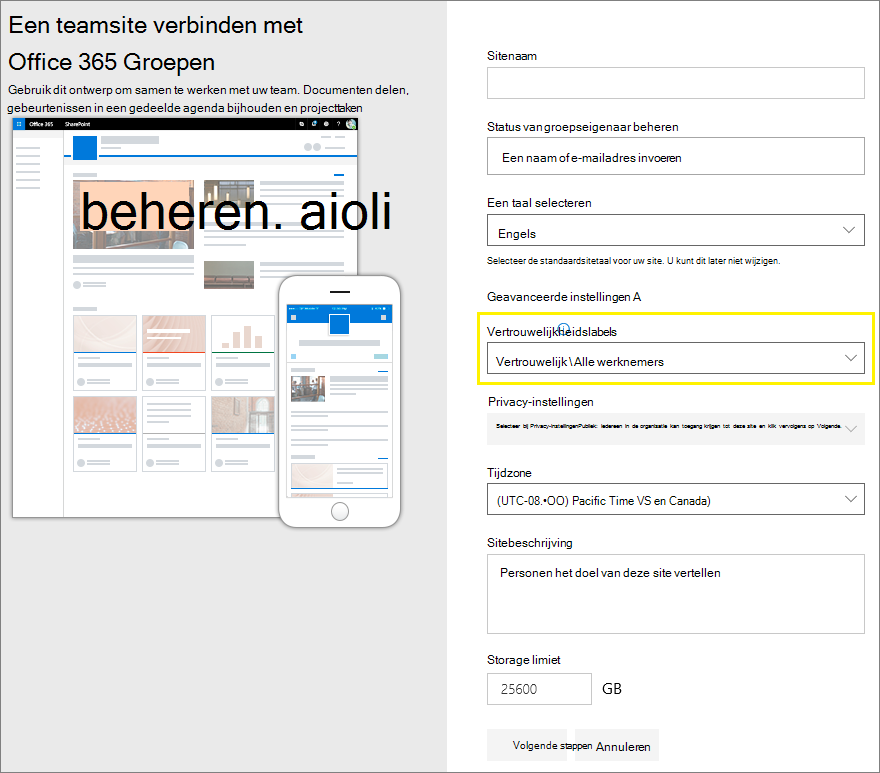 Een teamsite verbinden met
Office 365 Groepen
Gebruik dit ontwerp om samen te werken met uw team. Documenten delen,
gebeurtenissen in een gedeelde agenda bijhouden en projecttaken
Office 365 SharePoint
?
beheren. aioli
Sitenaam
Status van groepseigenaar beheren
Een naam of e-mailadres invoeren
Een taal selecteren
Engels
Selecteer de standaardsitetaal voor uw site. U kunt dit later niet wijzigen.
Geavanceerde instellingen A
Vertrouwelijkheidslabels
Vertrouwelijk\Alle werknemers
Privacy-instellingen
Selecteer bij Privacy-instellingenPubliek: Iedereen in de organisatie kan toegang krijgen tot deze site en klik vervolgens op Volgende.
Tijdzone
(UTC-08.•OO) Pacific Time VS en Canada)
Sitebeschrijving
Personen het doel van deze site vertellen
Storage limiet
25600 GB
Volgende stappen Annuleren